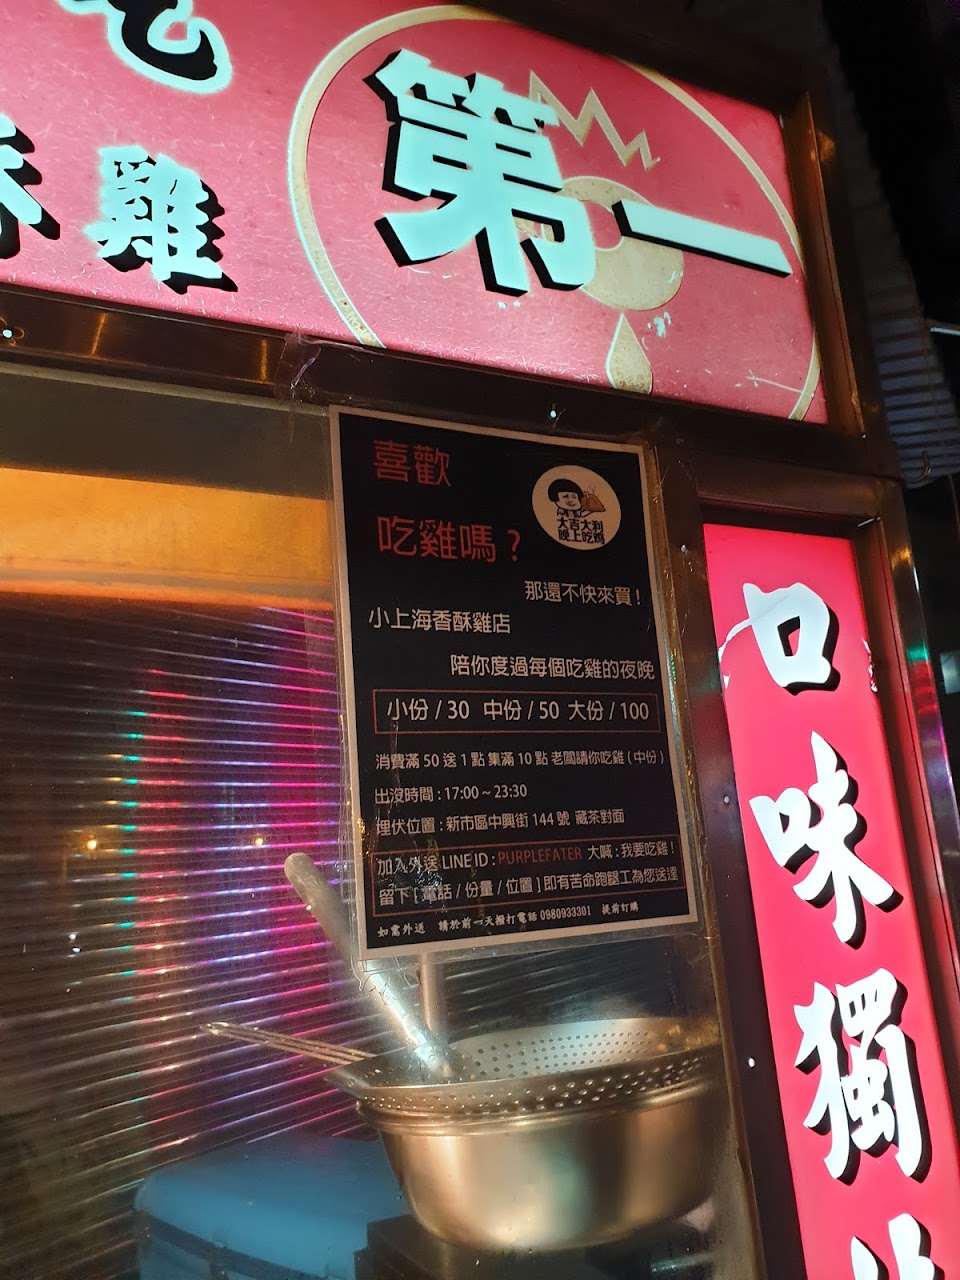 第一
雞
喜歡
吃雞嗎?
大吉大利
晚上吃鸡
那還不快來買!
小上海香酥雞店
陪你度過每個吃雞的夜晚
小份 / 30 中份 / 50 大份 / 100
消費滿 50 送 1 點 集滿 10 點 老闆請你吃雞 ( 中份 )
出沒時間 : 17:00 ~ 23:30
埋伏位置 : 新市區中興街 144 號 藏茶對面
加入外送 LINE ID : PURPLEFATER 大喊 : 我要吃雞 !
留下 [ 電話 / 份量 / 位置 ] 即有苦命跑腿工為您送達
如需外送 請於前一天撥打電話 0980933301 提前訂購
口味獨